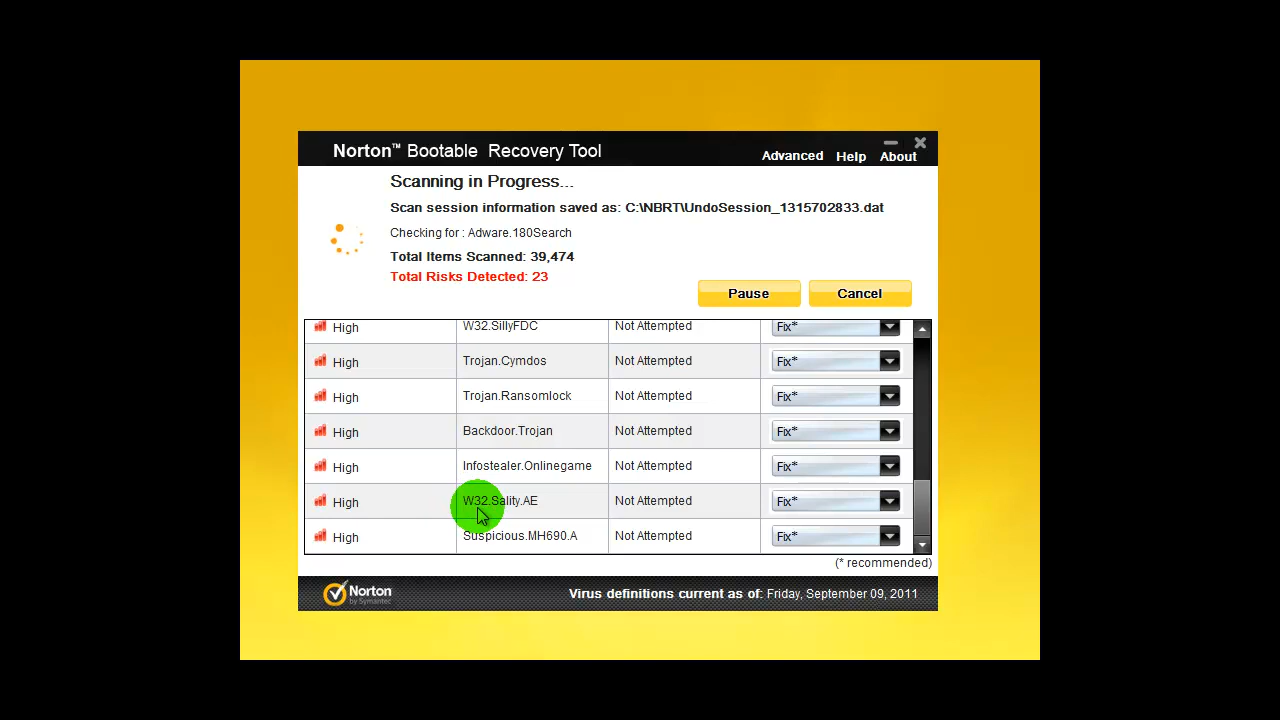 Norton™ Bootable Recovery Tool
Advanced Help About
Scanning in Progress...
Scan session information saved as: C:\NBRT\UndoSession_1315702833.dat
Checking for : Adware.180Search
Total Items Scanned: 39,474
Total Risks Detected: 23
Pause Cancel
High W32.SillyFDC Not Attempted Fix*
High Trojan.Cymdos Not Attempted Fix*
High Trojan.Ransomlock Not Attempted Fix*
High Backdoor.Trojan Not Attempted Fix*
High Infostealer.Onlinegame Not Attempted Fix*
High W32.Sality.AE Not Attempted Fix*
High Suspicious.MH690.A Not Attempted Fix*
(* recommended)
Norton
by Symantec
Virus definitions current as of: Friday, September 09, 2011